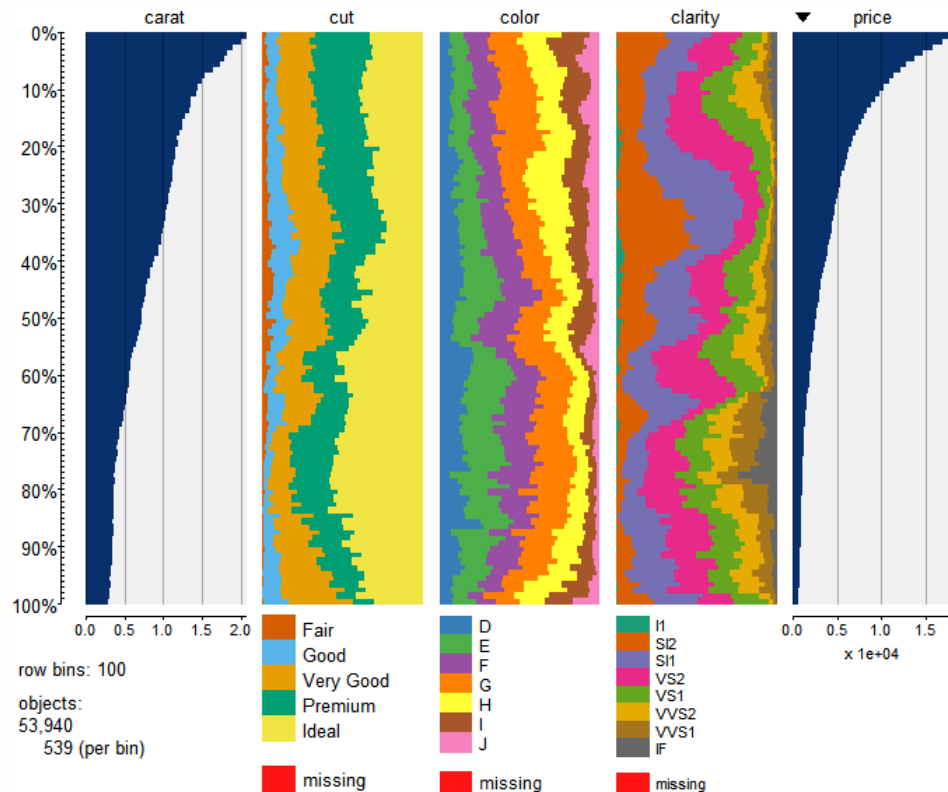 carat cut color clarity price
0%
10%
20%
30%
40%
50%
60%
70%
80%
90%
100%
0.0 0.5 1.0 1.5 2.0
0.0 0.5 1.0 1.5
x 1e+04
row bins: 100
objects:
53,940
539 (per bin)
Fair
Good
Very Good
Premium
Ideal
missing
D
E
F
G
H
I
J
missing
I1
SI2
SI1
VS2
VS1
VVS2
VVS1
IF
missing